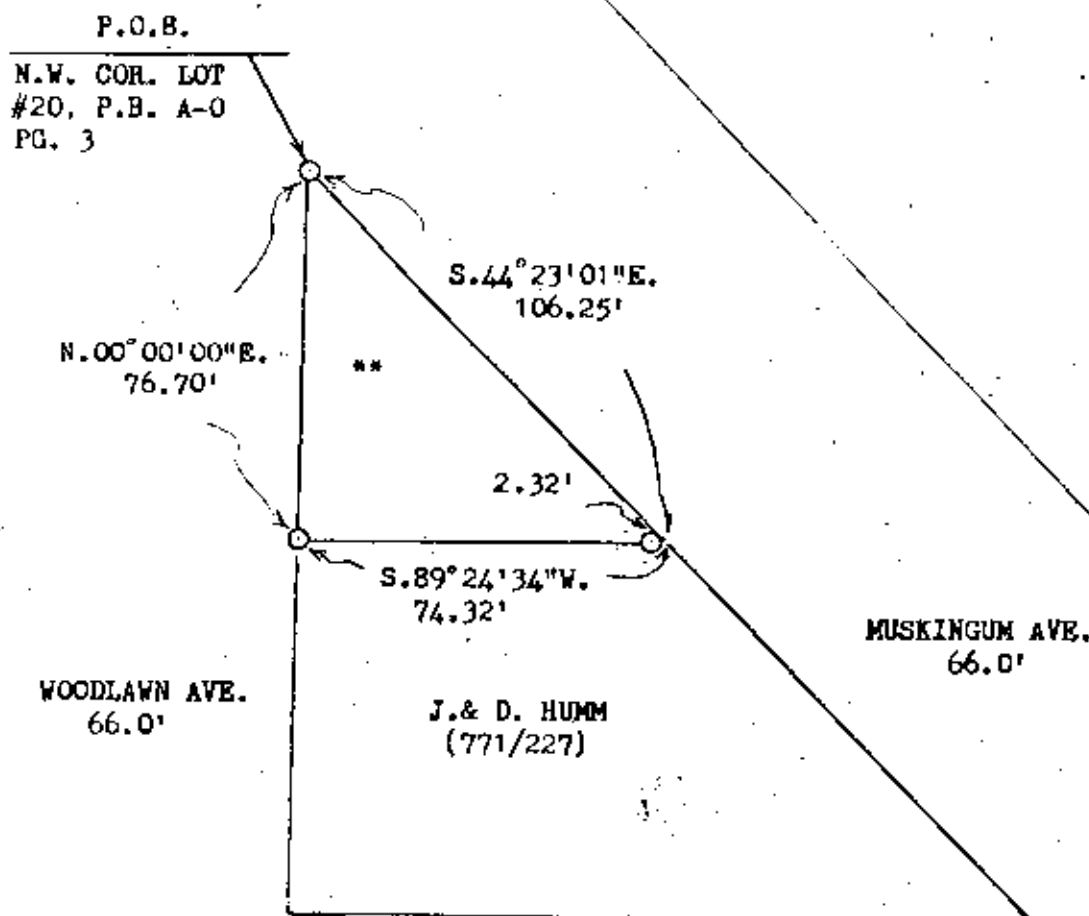 P.O.B.
N.W. COR. LOT
#20, P.B. A-O
PG. 3
S.44°23'01"E.
106.25'
N.00°00'00"E.
76.70'
**
2.32'
S.89°24'34"W.
74.32'
MUSKINGUM AVE.
66.0'
WOODLAWN AVE.
66.0'
J.& D. HUMM
(771/227)